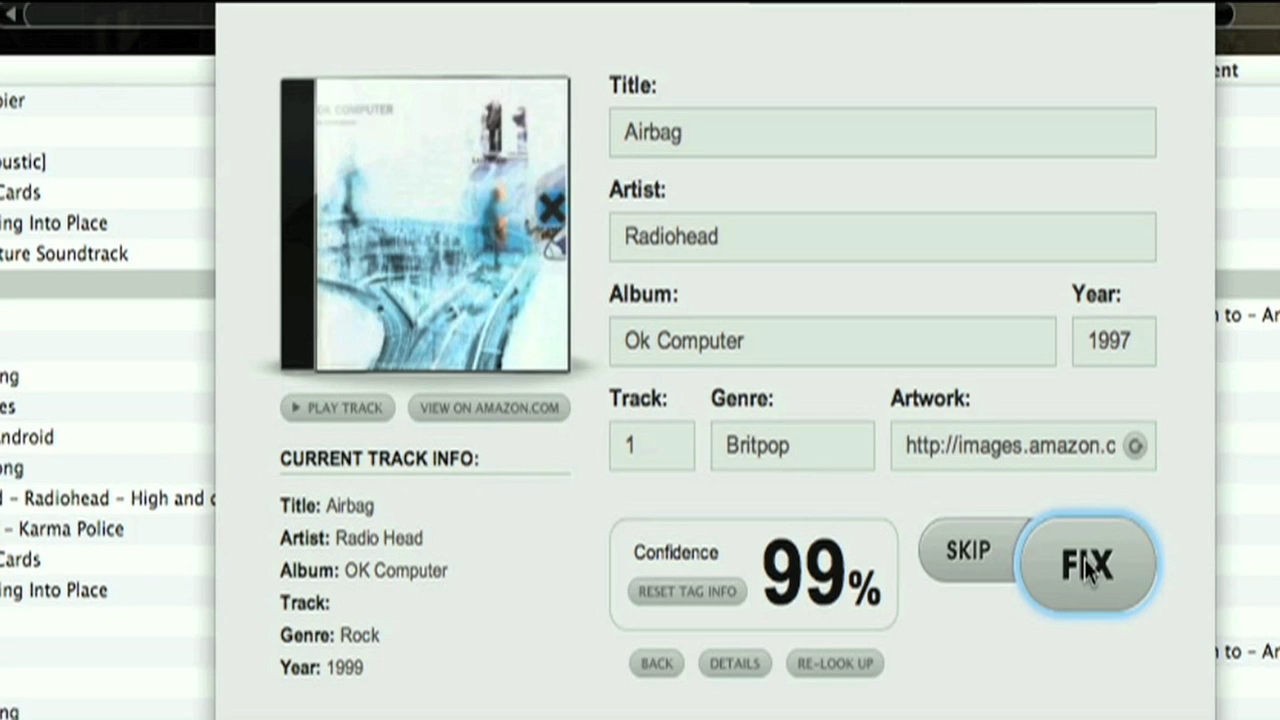 ent
pier
oustic]
Cards
ing Into Place
ture Soundtrack
ng
es
Android
ong
d - Radiohead - High and d
- Karma Police
Cards
ing Into Place
ng
OK COMPUTER
PLAY TRACK
VIEW ON AMAZON.COM
CURRENT TRACK INFO:
Title: Airbag
Artist: Radio Head
Album: OK Computer
Track:
Genre: Rock
Year: 1999
Title:
Airbag
Artist:
Radiohead
Album: Year:
Ok Computer 1997
Track: Genre: Artwork:
1 Britpop http://images.amazon.c
Confidence
RESET TAG INFO
99%
SKIP
FIX
BACK DETAILS RE-LOOK UP
to - Ar
to - Ar